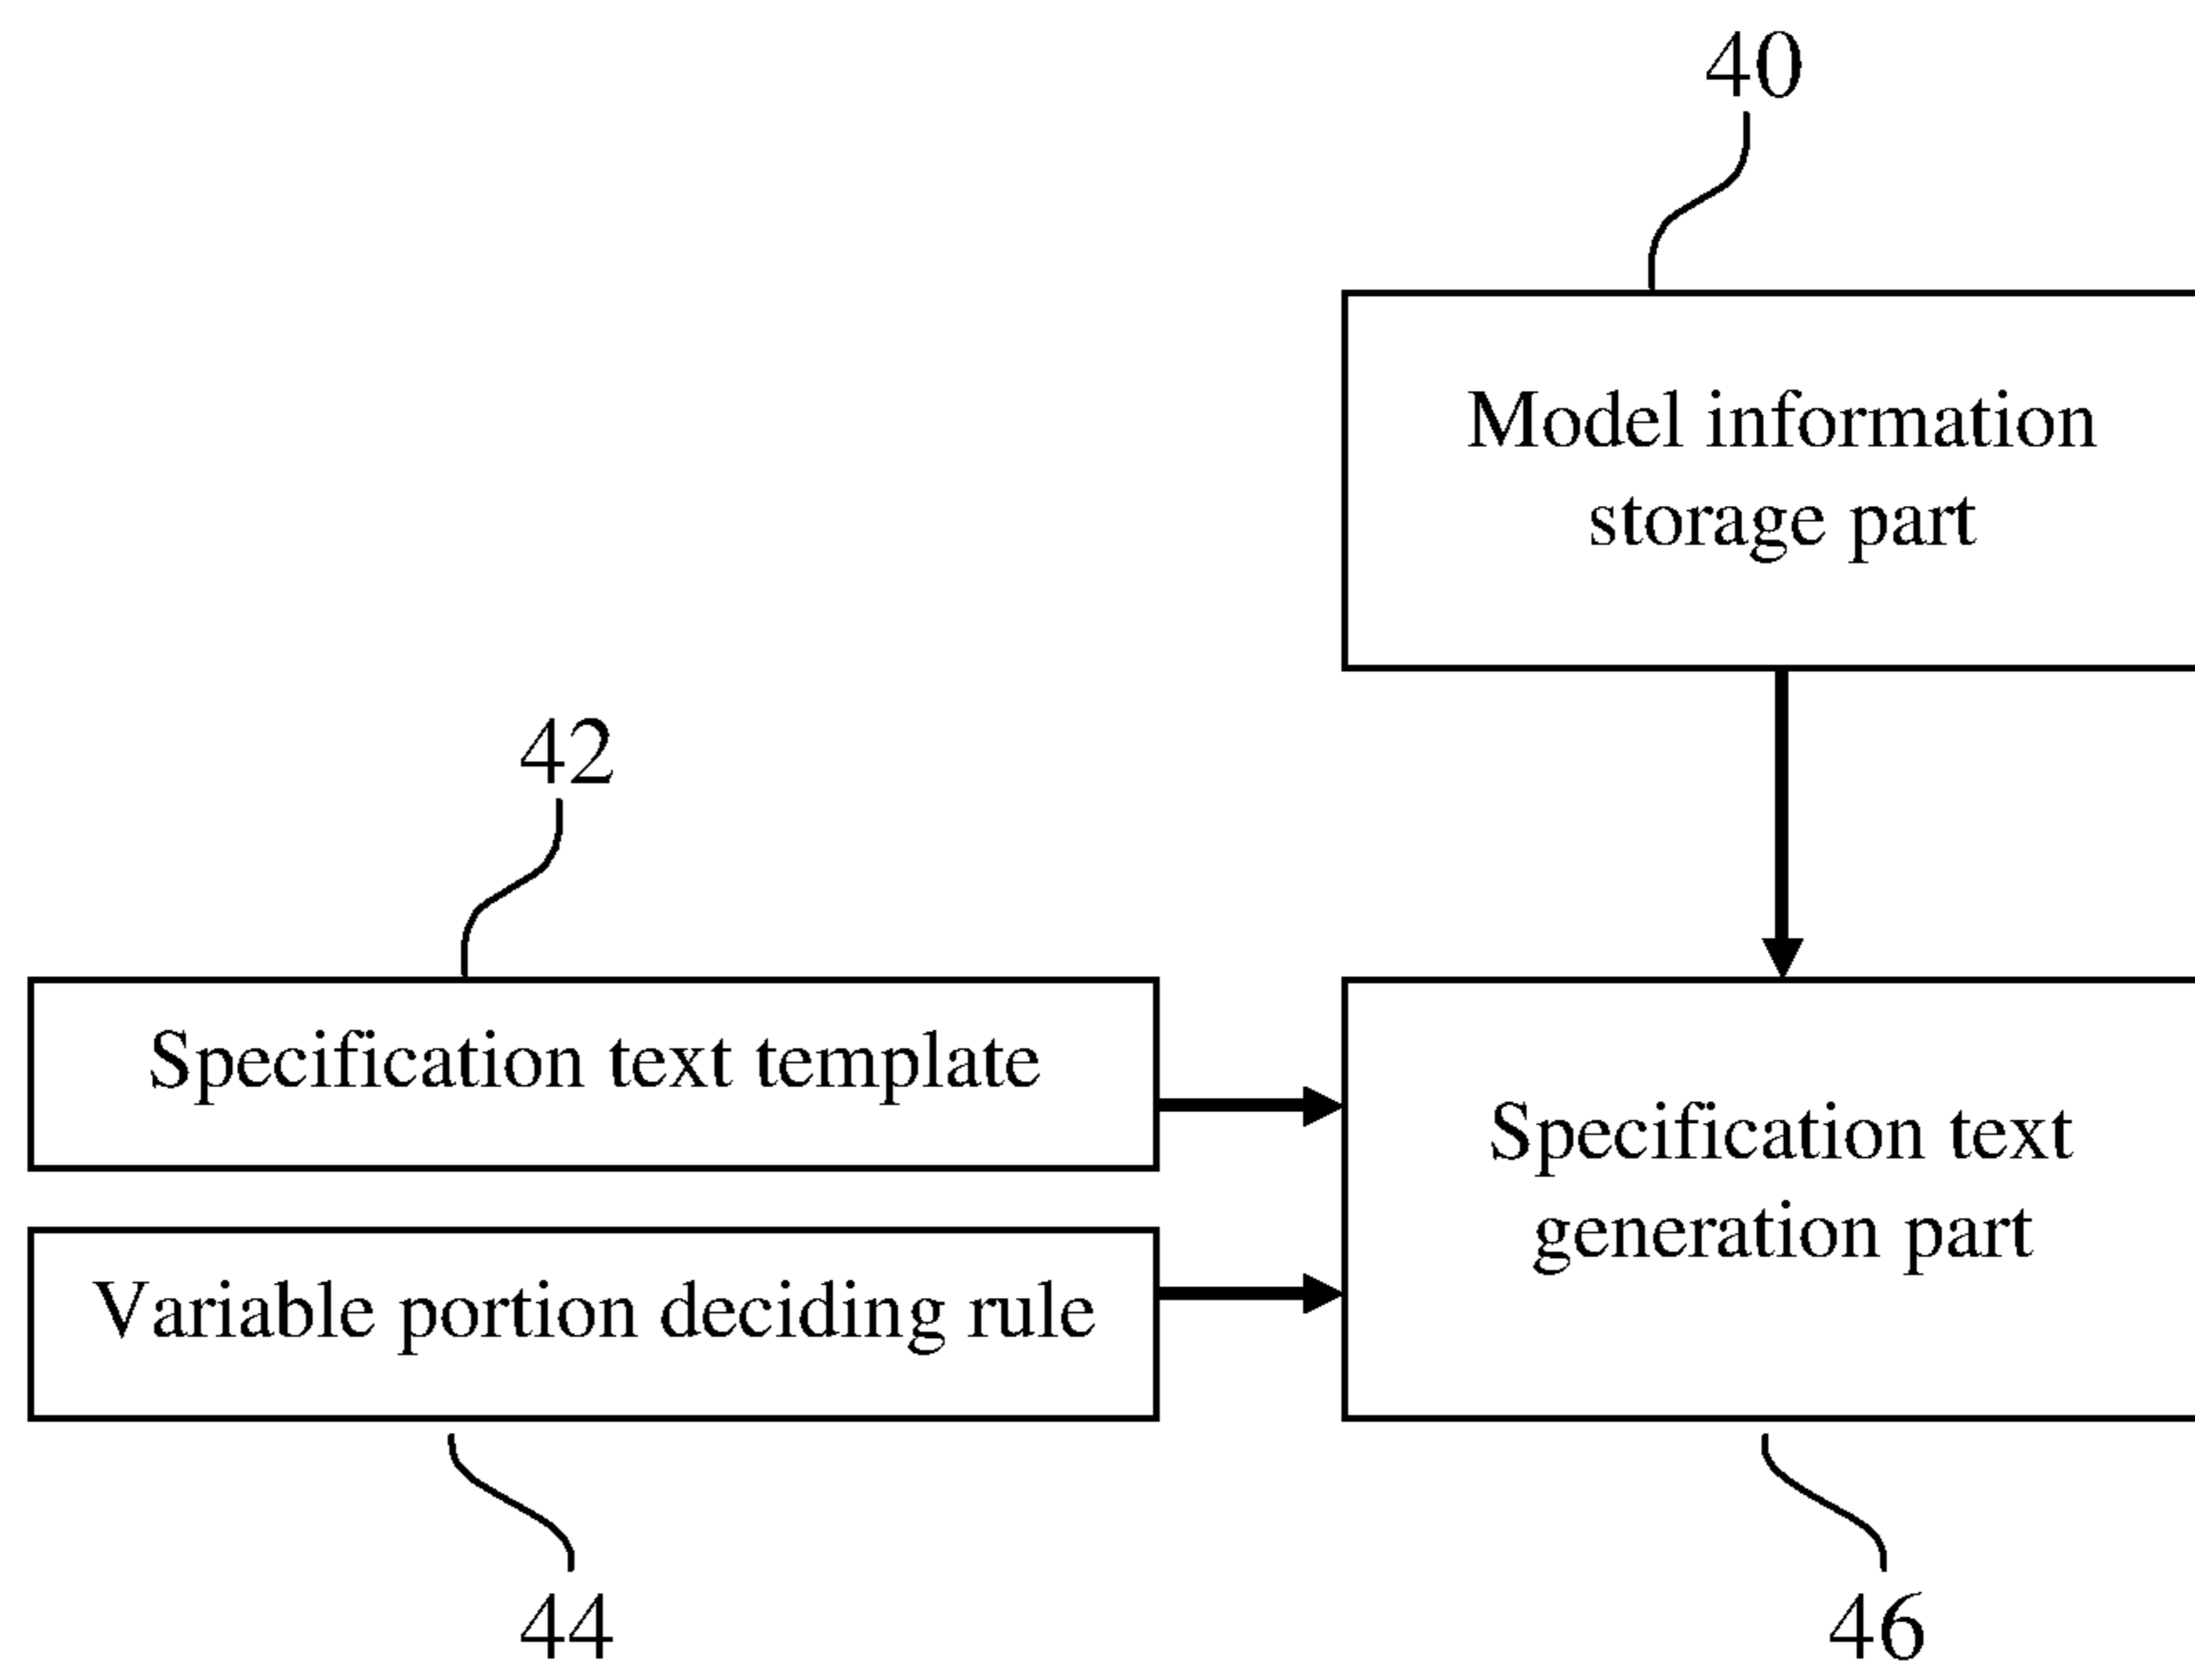 40
Model information
storage part
42
Specification text template
Specification text
generation part
Variable portion deciding rule
44
46